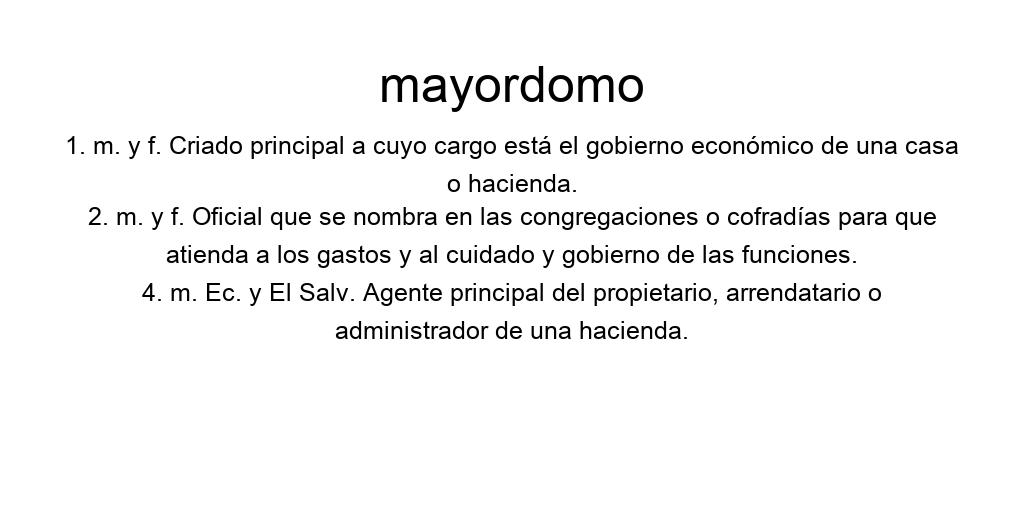 mayordomo
1. m. y f. Criado principal a cuyo cargo está el gobierno económico de una casa
o hacienda.
2. m. y f. Oficial que se nombra en las congregaciones o cofradías para que
atienda a los gastos y al cuidado y gobierno de las funciones.
4. m. Ec. y El Salv. Agente principal del propietario, arrendatario o
administrador de una hacienda.